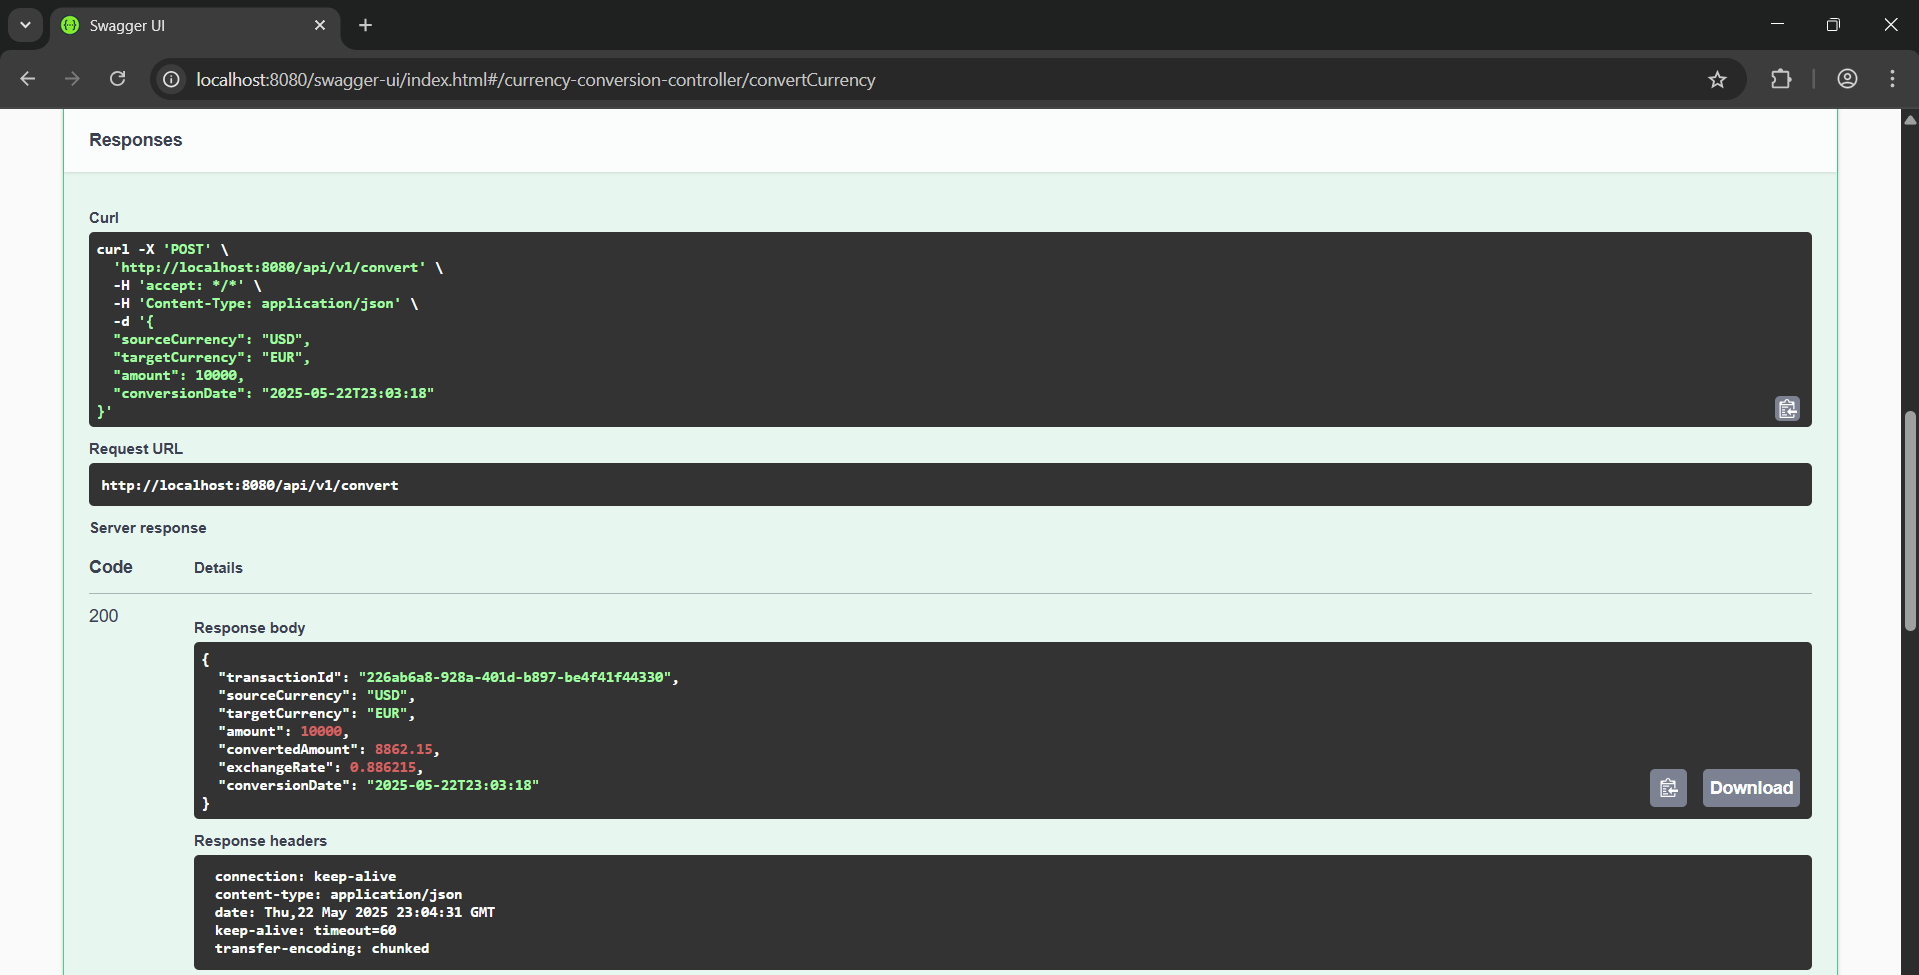 Swagger UI
localhost:8080/swagger-ui/index.html#/currency-conversion-controller/convertCurrency
Responses
Curl
curl -X 'POST' \
'http://localhost:8080/api/v1/convert' \
-H 'accept: */*' \
-H 'Content-Type: application/json' \
-d '{
"sourceCurrency": "USD",
"targetCurrency": "EUR",
"amount": 10000,
"conversionDate": "2025-05-22T23:03:18"
}'
Request URL
http://localhost:8080/api/v1/convert
Server response
Code Details
200
Response body
{
"transactionId": "226ab6a8-928a-401d-b897-be4f41f44330",
"sourceCurrency": "USD",
"targetCurrency": "EUR",
"amount": 10000,
"convertedAmount": 8862.15,
"exchangeRate": 0.886215,
"conversionDate": "2025-05-22T23:03:18"
}
Download
Response headers
connection: keep-alive
content-type: application/json
date: Thu,22 May 2025 23:04:31 GMT
keep-alive: timeout=60
transfer-encoding: chunked